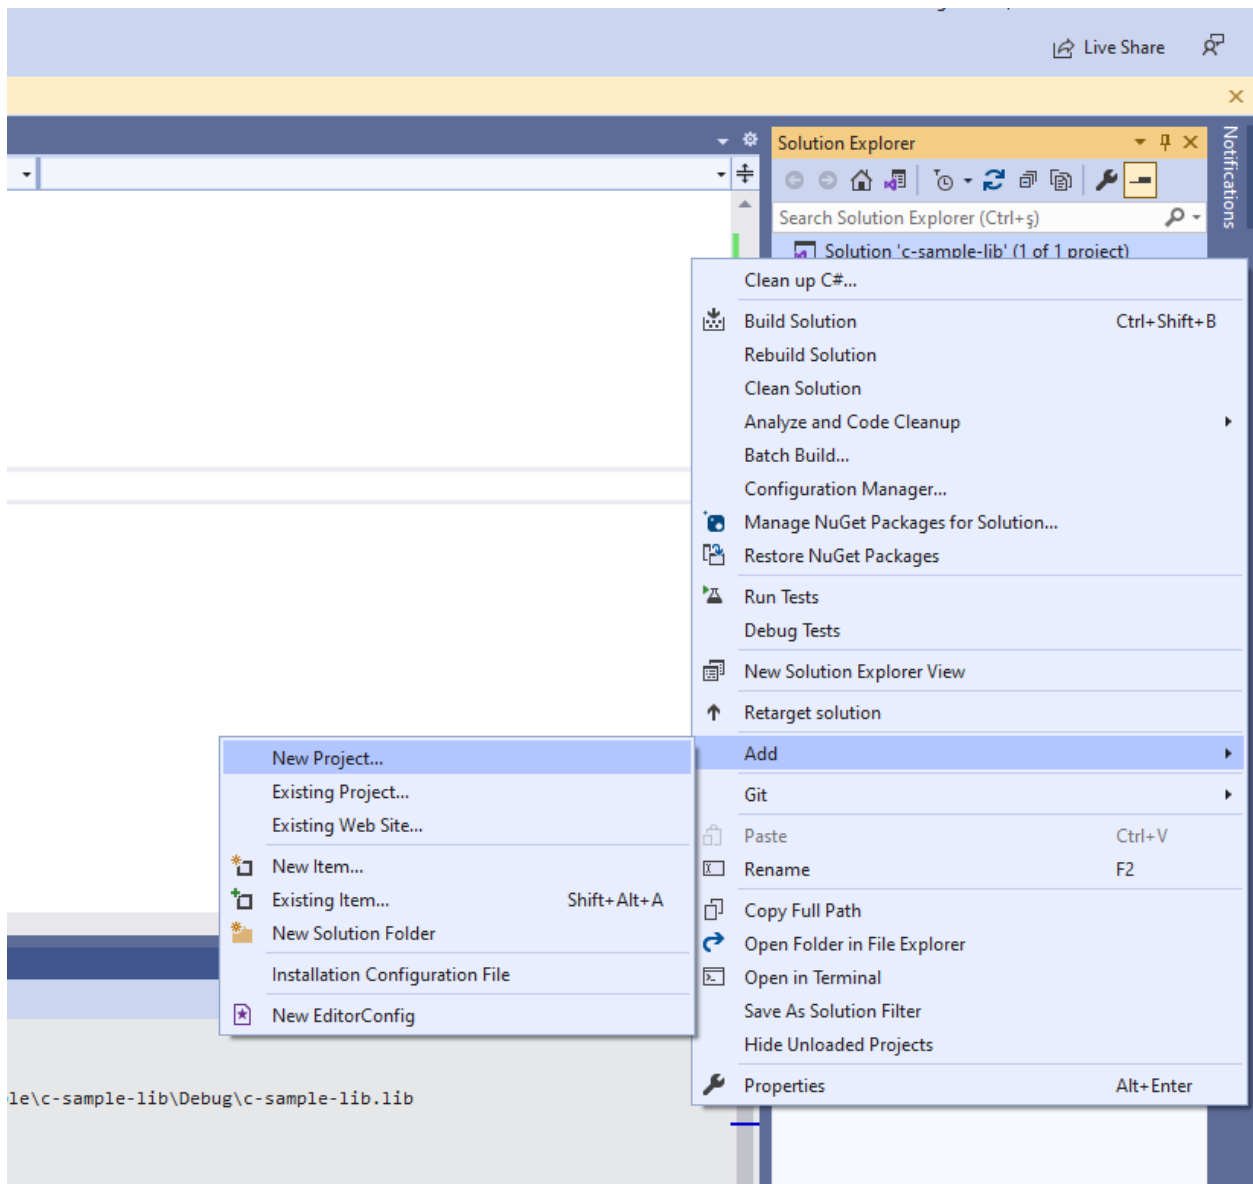 Live Share
Notifications
Solution Explorer
Search Solution Explorer (Ctrl+ş)
Solution 'c-sample-lib' (1 of 1 project)
Clean up C#...
Build Solution Ctrl+Shift+B
Rebuild Solution
Clean Solution
Analyze and Code Cleanup
Batch Build...
Configuration Manager...
Manage NuGet Packages for Solution...
Restore NuGet Packages
Run Tests
Debug Tests
New Solution Explorer View
Retarget solution
Add
Git
Paste Ctrl+V
Rename F2
Copy Full Path
Open Folder in File Explorer
Open in Terminal
Save As Solution Filter
Hide Unloaded Projects
Properties Alt+Enter
New Project...
Existing Project...
Existing Web Site...
New Item...
Existing Item... Shift+Alt+A
New Solution Folder
Installation Configuration File
New EditorConfig
le\c-sample-lib\Debug\c-sample-lib.lib